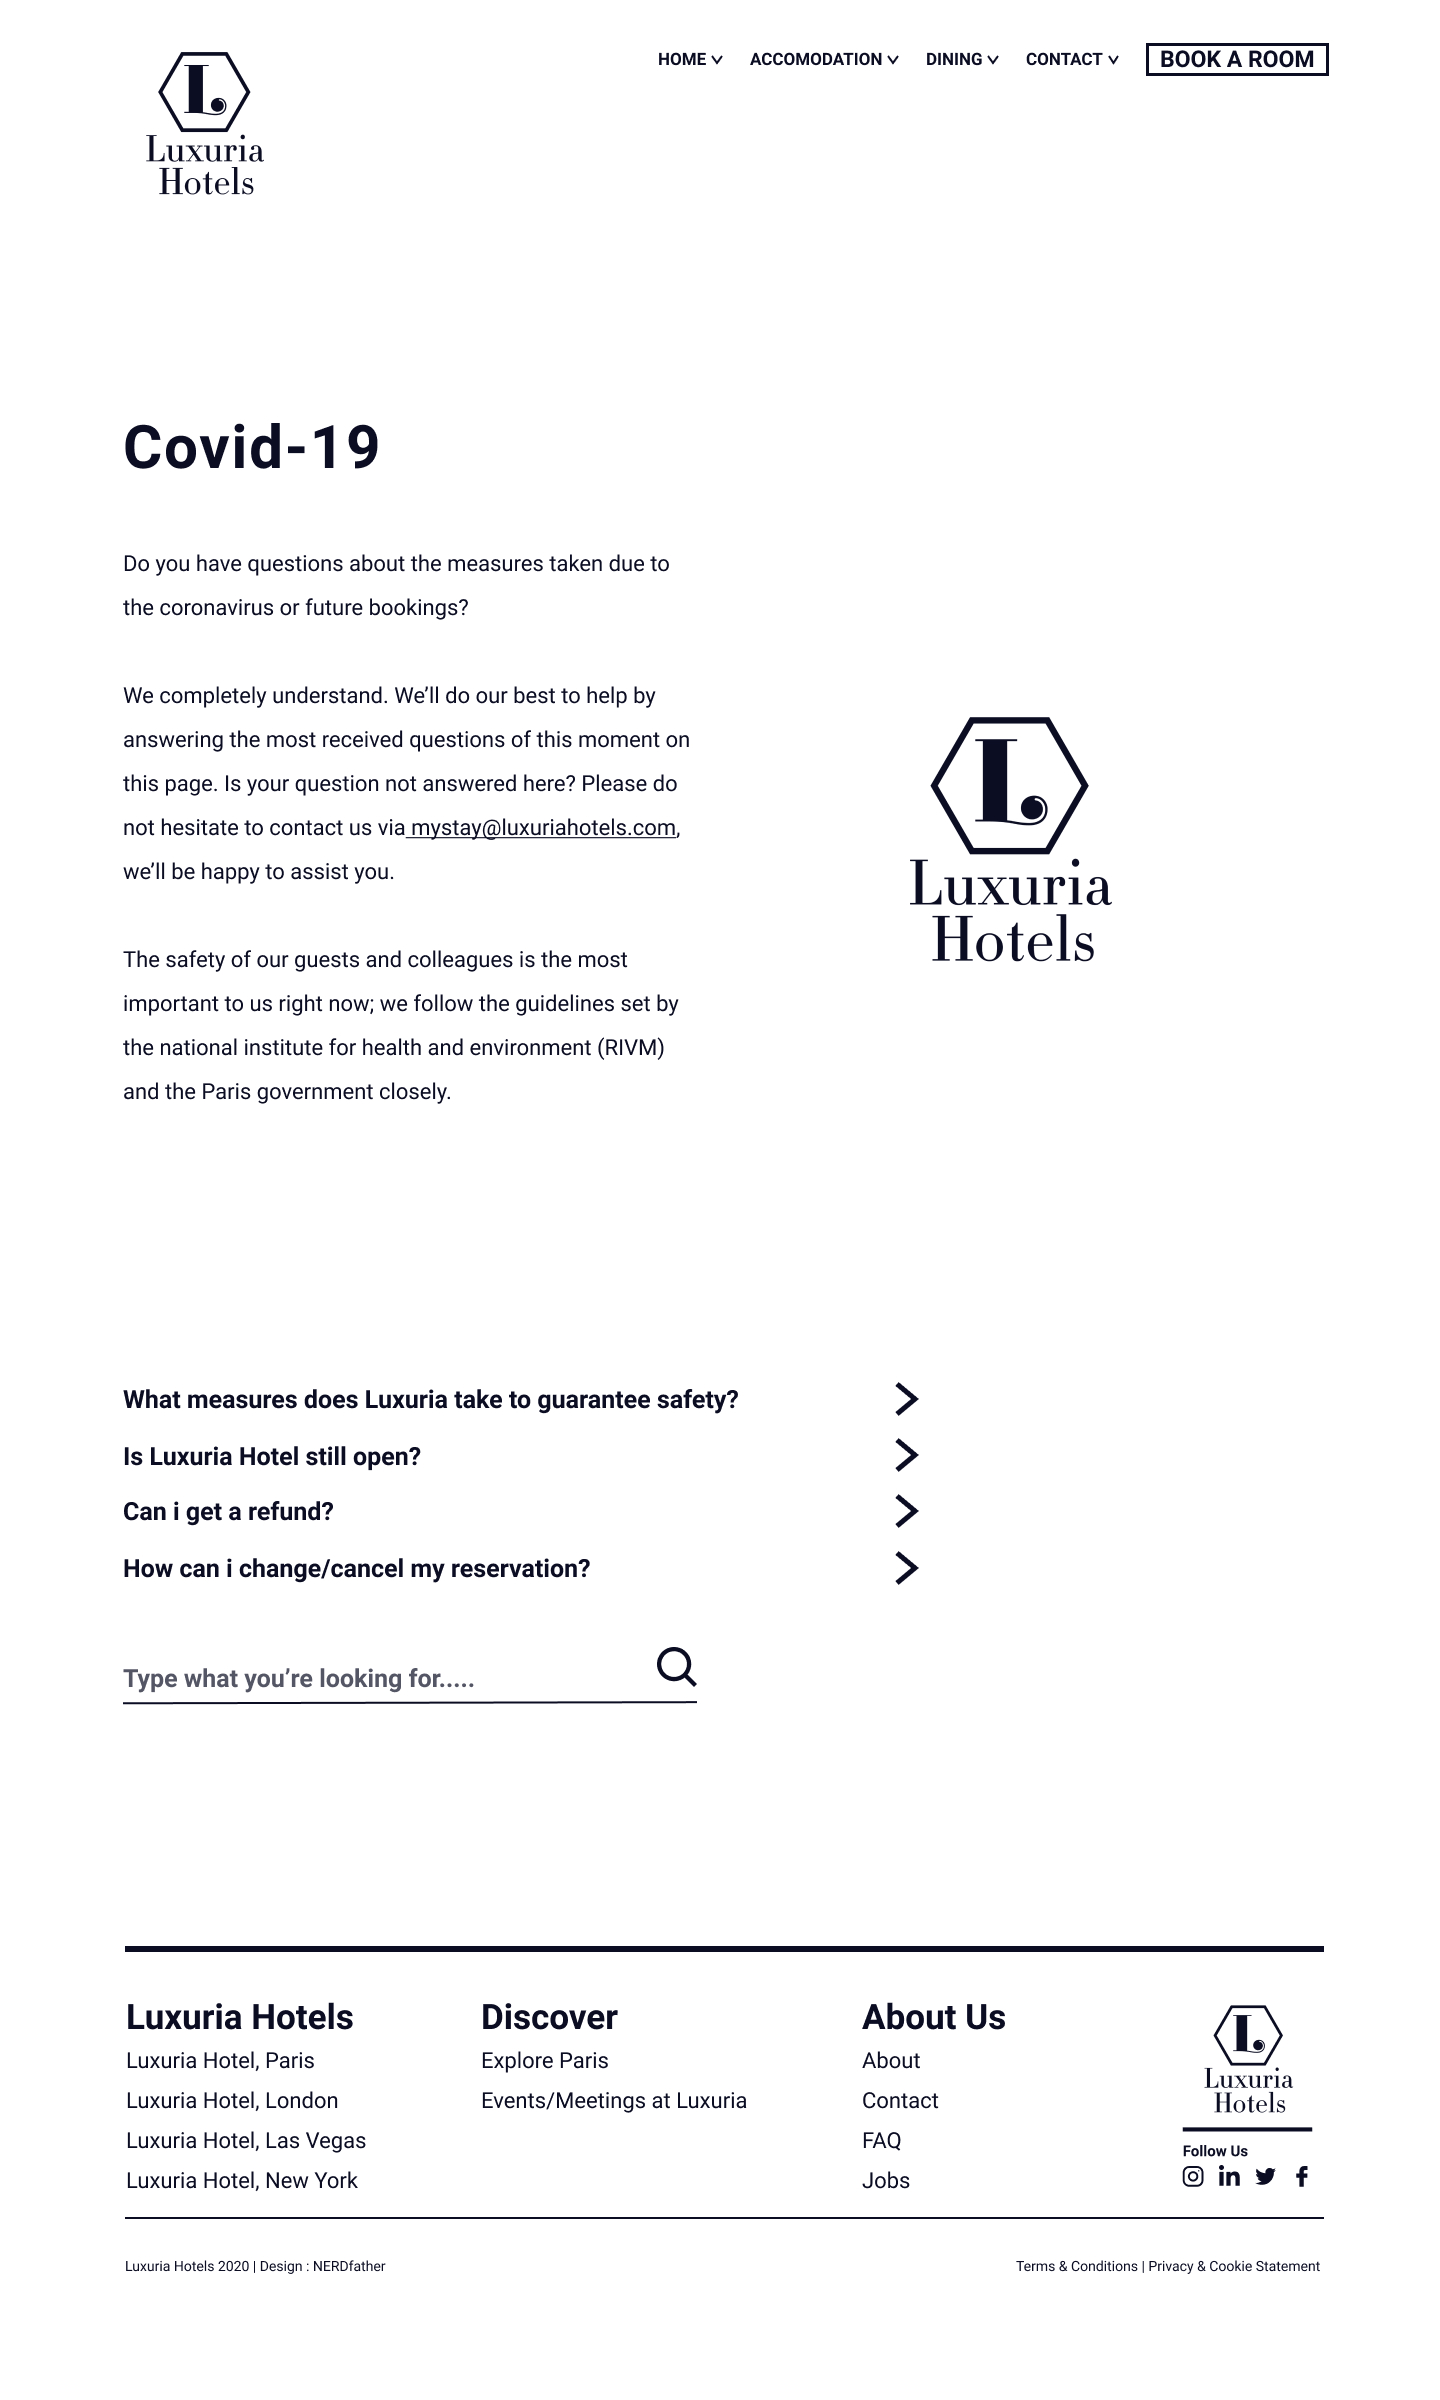 L
Luxuria
Hotels
HOME
ACCOMODATION
DINING
CONTACT
BOOK A ROOM
Covid-19
Do you have questions about the measures taken due to
the coronavirus or future bookings?
We completely understand. We’ll do our best to help by
answering the most received questions of this moment on
this page. Is your question not answered here? Please do
not hesitate to contact us via mystay@luxuriahotels.com,
we’ll be happy to assist you.
The safety of our guests and colleagues is the most
important to us right now; we follow the guidelines set by
the national institute for health and environment (RIVM)
and the Paris government closely.
L
Luxuria
Hotels
What measures does Luxuria take to guarantee safety?
Is Luxuria Hotel still open?
Can i get a refund?
How can i change/cancel my reservation?
Type what you’re looking for.....
Luxuria Hotels
Luxuria Hotel, Paris
Luxuria Hotel, London
Luxuria Hotel, Las Vegas
Luxuria Hotel, New York
Discover
Explore Paris
Events/Meetings at Luxuria
About Us
About
Contact
FAQ
Jobs
L
Luxuria
Hotels
Follow Us
Luxuria Hotels 2020 | Design : NERDfather
Terms & Conditions | Privacy & Cookie Statement